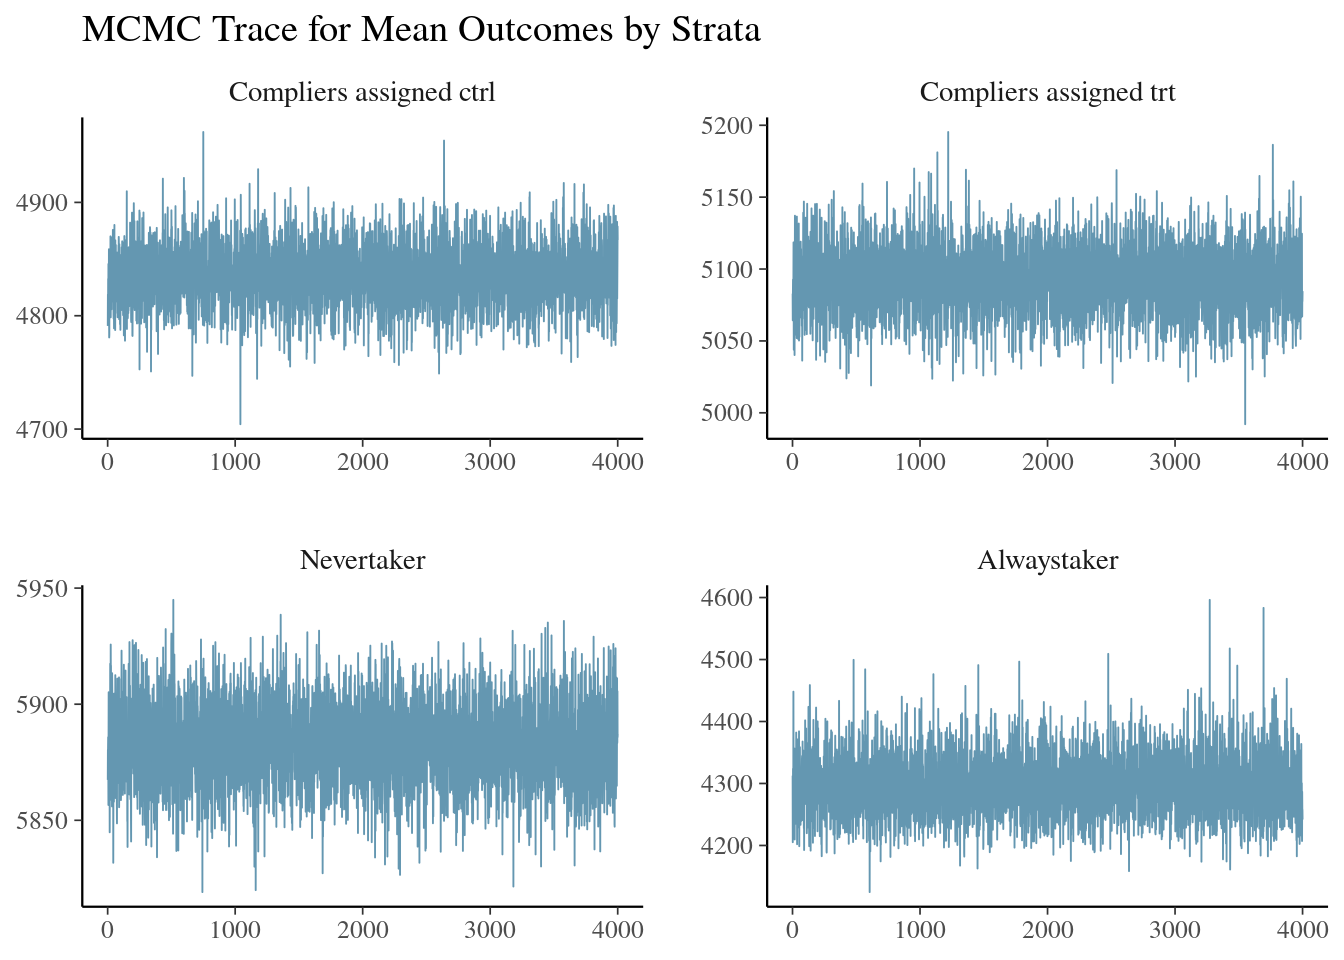 MCMC Trace for Mean Outcomes by Strata
Compliers assigned ctrl
4900
4800
4700
0 1000 2000 3000 4000
Compliers assigned trt
5200
5150
5100
5050
5000
0 1000 2000 3000 4000
Nevertaker
5950
5900
5850
0 1000 2000 3000 4000
Alwaystaker
4600
4500
4400
4300
4200
0 1000 2000 3000 4000